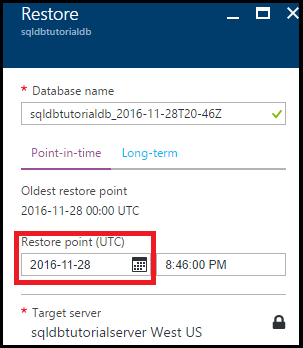 Restore
sqldbtutorialdb
* Database name
sqldbtutorialdb_2016-11-28T20-46Z
Point-in-time Long-term
Oldest restore point
2016-11-28 00:00 UTC
Restore point (UTC)
2016-11-28 8:46:00 PM
* Target server
sqldbtutorialserver West US